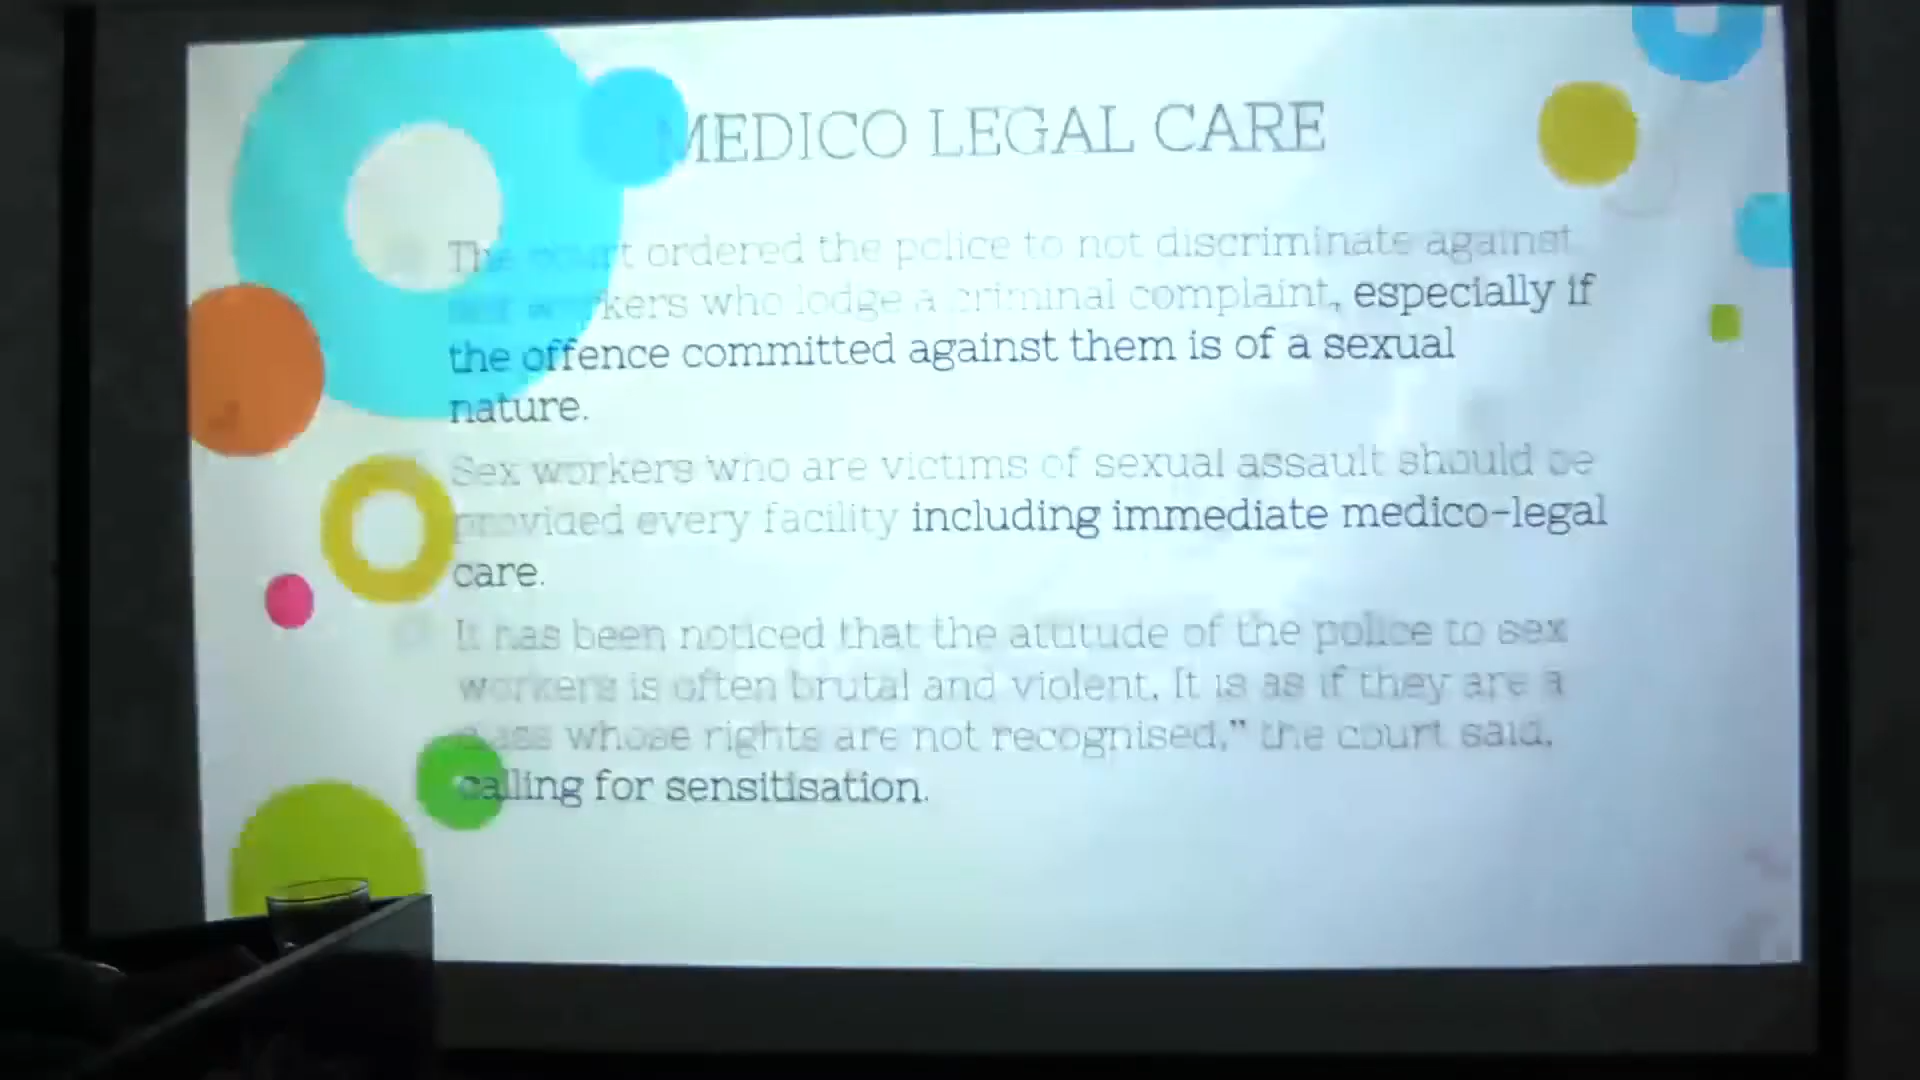 MEDICO LEGAL CARE
The court ordered the police to not discriminate against
sex workers who lodge a criminal complaint, especially if
the offence committed against them is of a sexual
nature.
Sex workers who are victims of sexual assault should be
provided every facility including immediate medico-legal
care.
It has been noticed that the attitude of the police to sex
workers is often brutal and violent. It is as if they are a
class whose rights are not recognised,” the court said,
calling for sensitisation.